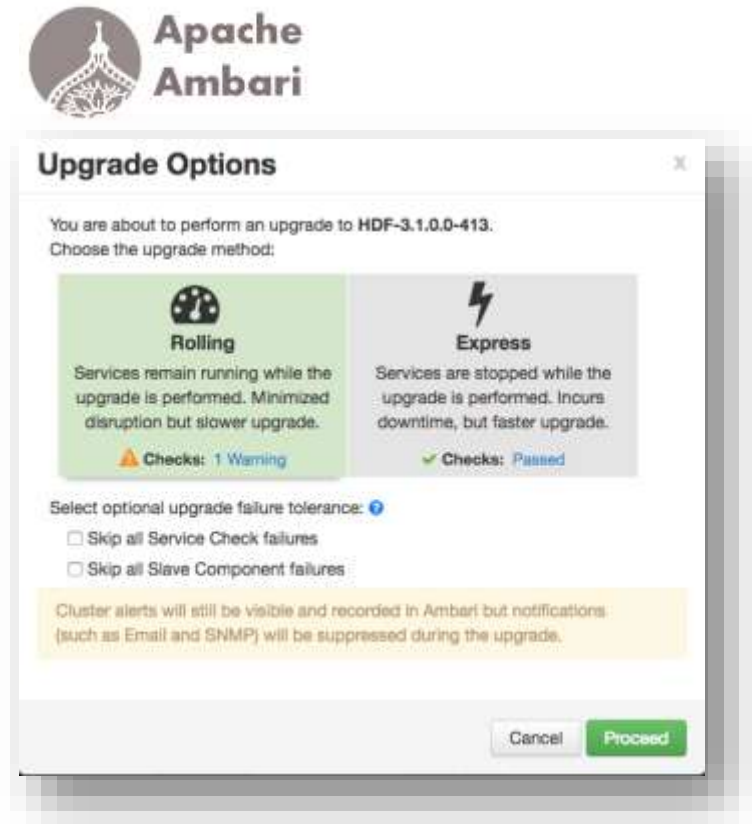 Apache
Ambari
Upgrade Options
x
You are about to perform an upgrade to HDF-3.1.0.0-413.
Choose the upgrade method:
Rolling
Services remain running while the
upgrade is performed. Minimized
disruption but slower upgrade.
Checks: 1 Warning
Express
Services are stopped while the
upgrade is performed. Incurs
downtime, but faster upgrade.
Checks: Passed
Select optional upgrade failure tolerance: ?
Skip all Service Check failures
Skip all Slave Component failures
Cluster alerts will still be visible and recorded in Ambari but notifications
(such as Email and SNMP) will be suppressed during the upgrade.
Cancel
Proceed